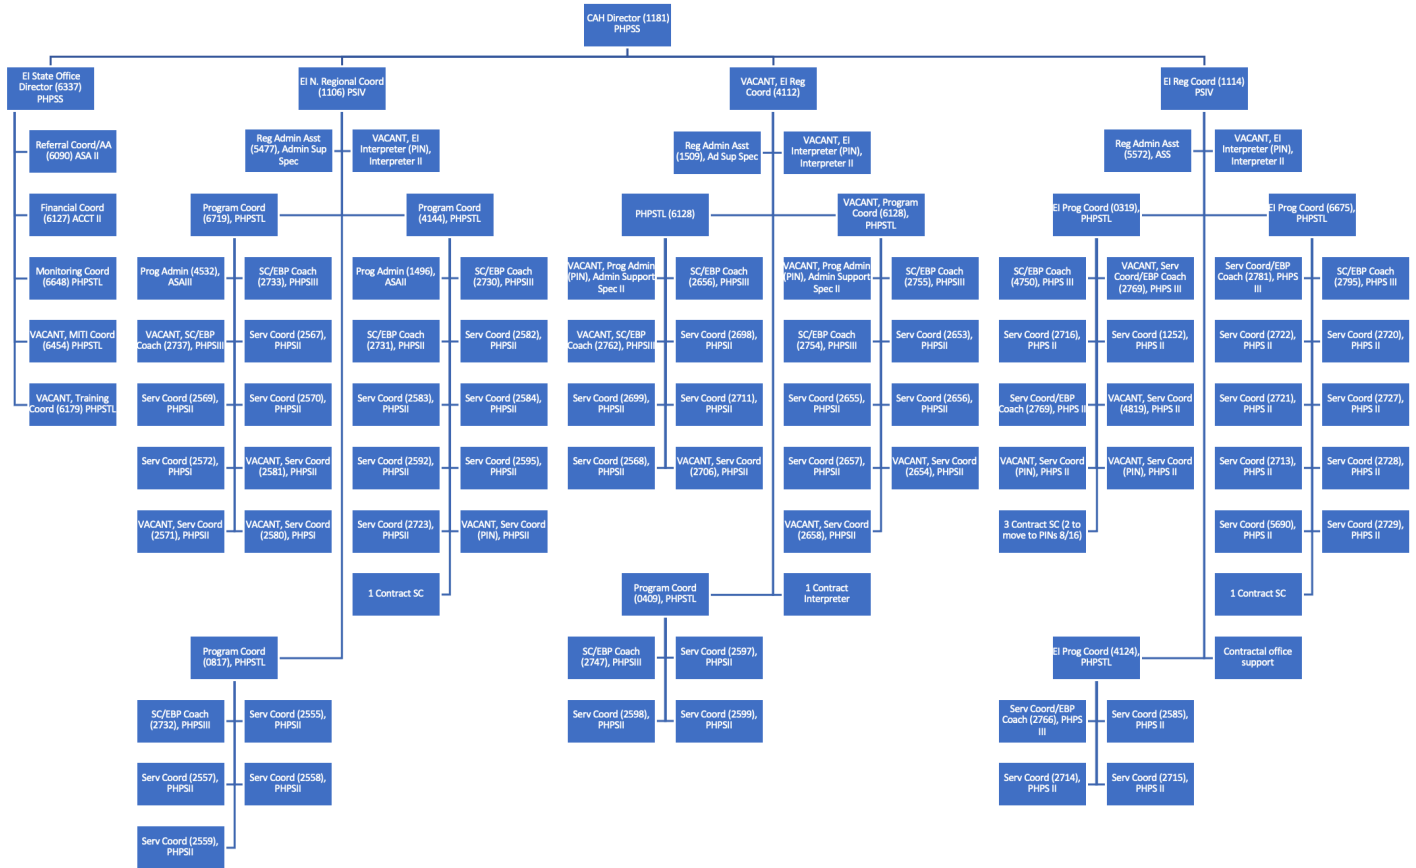 CAH Director (1181)
PHPSS
EI State Office
Director (6337)
PHPSS
EI N. Regional Coord
(1106) PSIV
VACANT, EI Reg
Coord (4112)
EI Reg Coord (1114)
PSIV
Referral Coord/AA
(6090) ASA II
Financial Coord
(6127) ACCT II
Monitoring Coord
(6648) PHPSTL
VACANT, MITI Coord
(6454) PHPSTL
VACANT, Training
Coord (6179) PHPSTL
Reg Admin Asst
(5477), Admin Sup
Spec
VACANT, EI
Interpreter (PIN),
Interpreter II
Program Coord
(6719), PHPSTL
Program Coord
(4144), PHPSTL
Prog Admin (4532),
ASAIII
SC/EBP Coach
(2733), PHPSIII
VACANT, SC/EBP
Coach (2737), PHPSIII
Serv Coord (2567),
PHPSII
Serv Coord (2569),
PHPSII
Serv Coord (2570),
PHPSII
Serv Coord (2572),
PHPSI
VACANT, Serv Coord
(2581), PHPSII
VACANT, Serv Coord
(2571), PHPSII
VACANT, Serv Coord
(2580), PHPSI
Prog Admin (1496),
ASAII
SC/EBP Coach
(2730), PHPSIII
SC/EBP Coach
(2731), PHPSII
Serv Coord (2582),
PHPSII
Serv Coord (2583),
PHPSII
Serv Coord (2584),
PHPSII
Serv Coord (2592),
PHPSII
Serv Coord (2595),
PHPSII
Serv Coord (2723),
PHPSII
VACANT, Serv Coord
(PIN), PHPSII
1 Contract SC
Program Coord
(0817), PHPSTL
SC/EBP Coach
(2732), PHPSIII
Serv Coord (2555),
PHPSII
Serv Coord (2557),
PHPSII
Serv Coord (2558),
PHPSII
Serv Coord (2559),
PHPSII
Reg Admin Asst
(1509), Ad Sup Spec
VACANT, EI
Interpreter (PIN),
Interpreter II
PHPSTL (6128)
VACANT, Program
Coord (6128),
PHPSTL
VACANT, Prog Admin
(PIN), Admin Support
Spec II
SC/EBP Coach
(2656), PHPSIII
VACANT, SC/EBP
Coach (2762), PHPSIII
Serv Coord (2698),
PHPSII
Serv Coord (2699),
PHPSII
Serv Coord (2711),
PHPSII
Serv Coord (2568),
PHPSII
VACANT, Serv Coord
(2706), PHPSII
VACANT, Prog Admin
(PIN), Admin Support
Spec II
SC/EBP Coach
(2755), PHPSIII
SC/EBP Coach
(2754), PHPSIII
Serv Coord (2653),
PHPSII
Serv Coord (2655),
PHPSII
Serv Coord (2656),
PHPSII
Serv Coord (2657),
PHPSII
VACANT, Serv Coord
(2654), PHPSII
VACANT, Serv Coord
(2658), PHPSII
Program Coord
(0409), PHPSTL
1 Contract
Interpreter
SC/EBP Coach
(2747), PHPSIII
Serv Coord (2597),
PHPSII
Serv Coord (2598),
PHPSII
Serv Coord (2599),
PHPSII
Reg Admin Asst
(5572), ASS
VACANT, EI
Interpreter (PIN),
Interpreter II
EI Prog Coord (0319),
PHPSTL
EI Prog Coord (6675),
PHPSTL
SC/EBP Coach
(4750), PHPS III
VACANT, Serv
Coord/EBP Coach
(2769), PHPS III
Serv Coord (2716),
PHPS II
Serv Coord (1252),
PHPS II
Serv Coord/EBP
Coach (2769), PHPS II
VACANT, Serv Coord
(4819), PHPS II
VACANT, Serv Coord
(PIN), PHPS II
VACANT, Serv Coord
(PIN), PHPS II
3 Contract SC (2 to
move to PINs 8/16)
Serv Coord/EBP
Coach (2781), PHPS
III
SC/EBP Coach
(2795), PHPS III
Serv Coord (2722),
PHPS II
Serv Coord (2720),
PHPS II
Serv Coord (2721),
PHPS II
Serv Coord (2727),
PHPS II
Serv Coord (2713),
PHPS II
Serv Coord (2728),
PHPS II
Serv Coord (5690),
PHPS II
Serv Coord (2729),
PHPS II
1 Contract SC
EI Prog Coord (4124),
PHPSTL
Contractal office
support
Serv Coord/EBP
Coach (2766), PHPS
III
Serv Coord (2585),
PHPS II
Serv Coord (2714),
PHPS II
Serv Coord (2715),
PHPS II